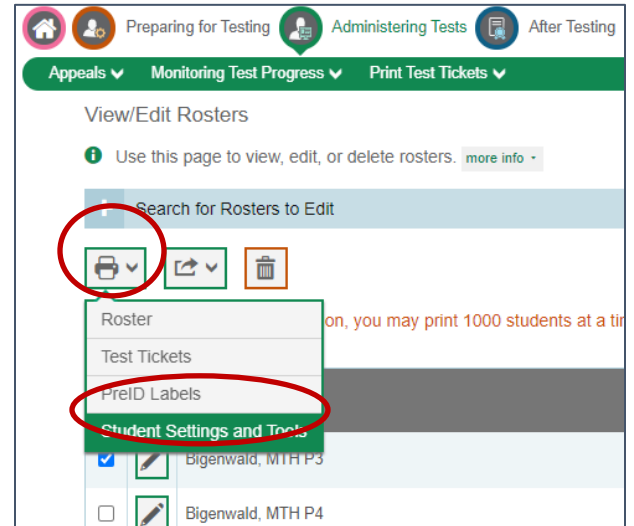 Preparing for Testing Administering Tests After Testing
Appeals Monitoring Test Progress Print Test Tickets
View/Edit Rosters
Use this page to view, edit, or delete rosters. more info
Search for Rosters to Edit
Roster
on, you may print 1000 students at a
Test Tickets
PreID Labels
Student Settings and Tools
Bigenwald, MTH P3
Bigenwald, MTH P4